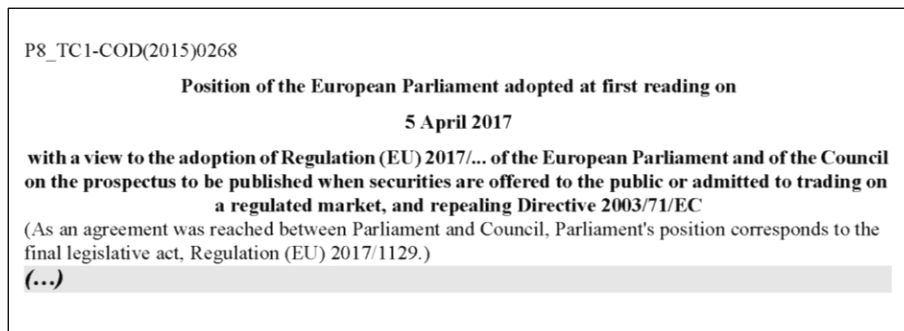 P8_TC1-COD(2015)0268
Position of the European Parliament adopted at first reading on
5 April 2017
with a view to the adoption of Regulation (EU) 2017/... of the European Parliament and of the Council
on the prospectus to be published when securities are offered to the public or admitted to trading on
a regulated market, and repealing Directive 2003/71/EC
(As an agreement was reached between Parliament and Council, Parliament's position corresponds to the
final legislative act, Regulation (EU) 2017/1129.)
(…)